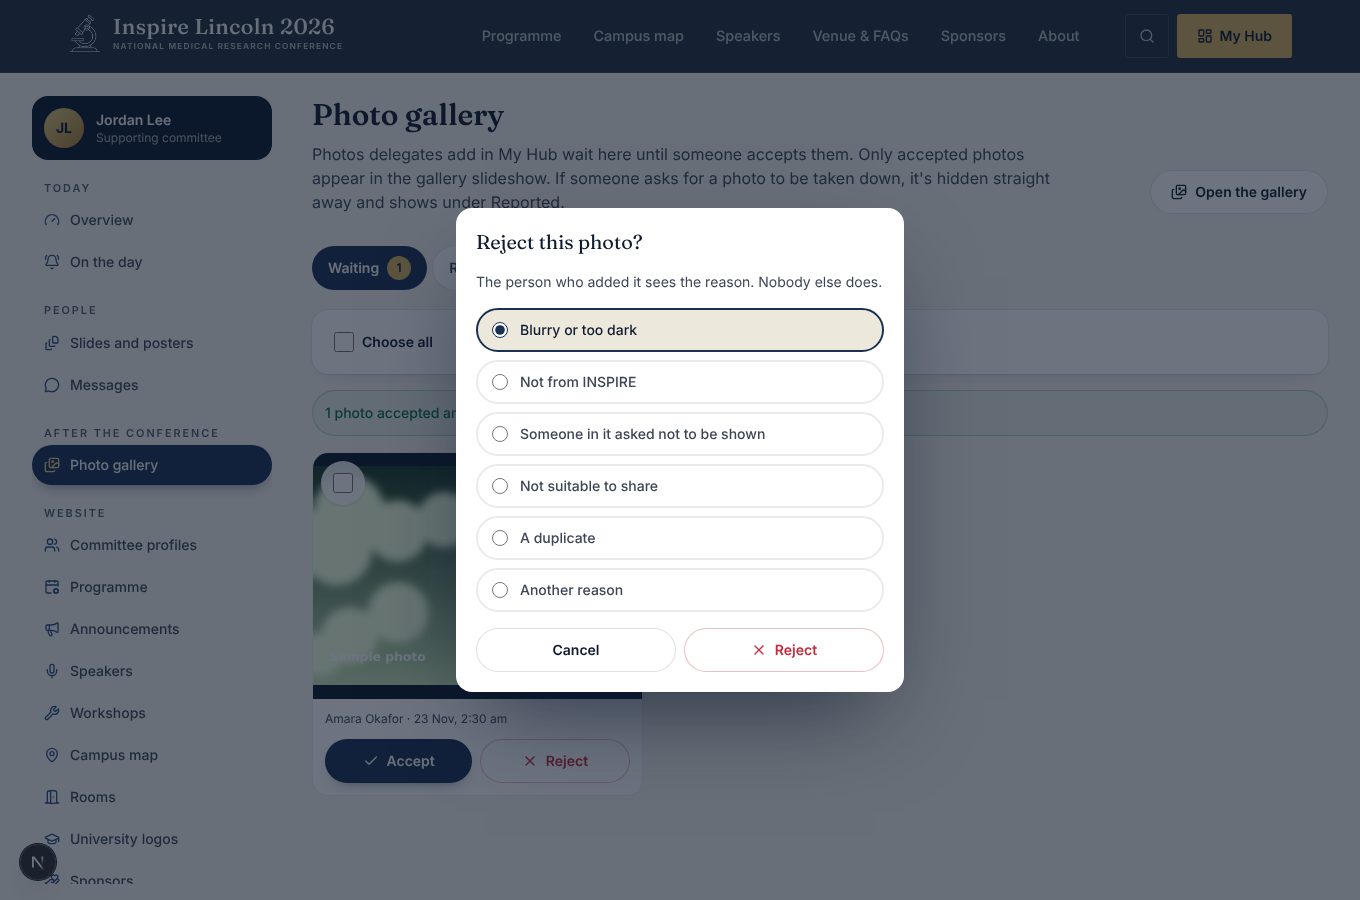 Inspire Lincoln 2026
NATIONAL MEDICAL RESEARCH CONFERENCE
Programme
Campus map
Speakers
Venue & FAQs
Sponsors
About
My Hub
JL
Jordan Lee
Supporting committee
TODAY
Overview
On the day
PEOPLE
Slides and posters
Messages
AFTER THE CONFERENCE
Photo gallery
WEBSITE
Committee profiles
Programme
Announcements
Speakers
Workshops
Campus map
Rooms
University logos
Sponsors
N
Photo gallery
Photos delegates add in My Hub wait here until someone accepts them. Only accepted photos
appear in the gallery slideshow. If someone asks for a photo to be taken down, it's hidden straight
away and shows under Reported.
Open the gallery
Waiting 1
Choose all
1 photo accepted
Sample photo
Amara Okafor · 23 Nov, 2:30 am
Accept
Reject
Reject this photo?
The person who added it sees the reason. Nobody else does.
Blurry or too dark
Not from INSPIRE
Someone in it asked not to be shown
Not suitable to share
A duplicate
Another reason
Cancel
Reject